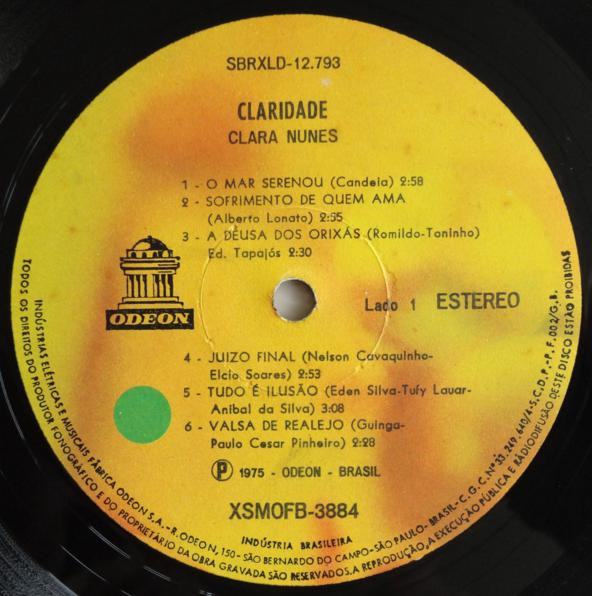 SBRXLD-12.793
CLARIDADE
CLARA NUNES
1 - O MAR SERENOU (Candeia) 2:58
2 - SOFRIMENTO DE QUEM AMA
(Alberto Lonato) 2:55
3 - A DEUSA DOS ORIXÁS (Romildo-Toninho)
Ed. Tapajós 2:30
ODEON
Lado 1 ESTEREO
4 - JUIZO FINAL (Nelson Cavaquinho-
Elcio Soares) 2:53
5 - TUDO É ILUSÃO (Eden Silva-Tufy Lauar-
Anibal da Silva) 3:08
6 - VALSA DE REALEJO (Guinga-
Paulo Cesar Pinheiro) 2:28
P 1975 - ODEON - BRASIL
XSMOFB-3884
INDÚSTRIA BRASILEIRA
INDÚSTRIAS ELÉTRICAS E MUSICAIS FÁBRICA ODEON S.A.-R. ODEON, 150-SÃO BERNARDO DO CAMPO-SÃO PAULO-BRASIL-C.G.C. Nº 33.249.640/4-S.C.D.P.-P.F. 002/G.B.
TODOS OS DIREITOS DO PRODUTOR FONOGRÁFICO E DO PROPRIETÁRIO DA OBRA GRAVADA SÃO RESERVADOS. A REPRODUÇÃO, A EXECUÇÃO PÚBLICA E RADIODIFUSÃO DESTE DISCO ESTÃO PROIBIDAS